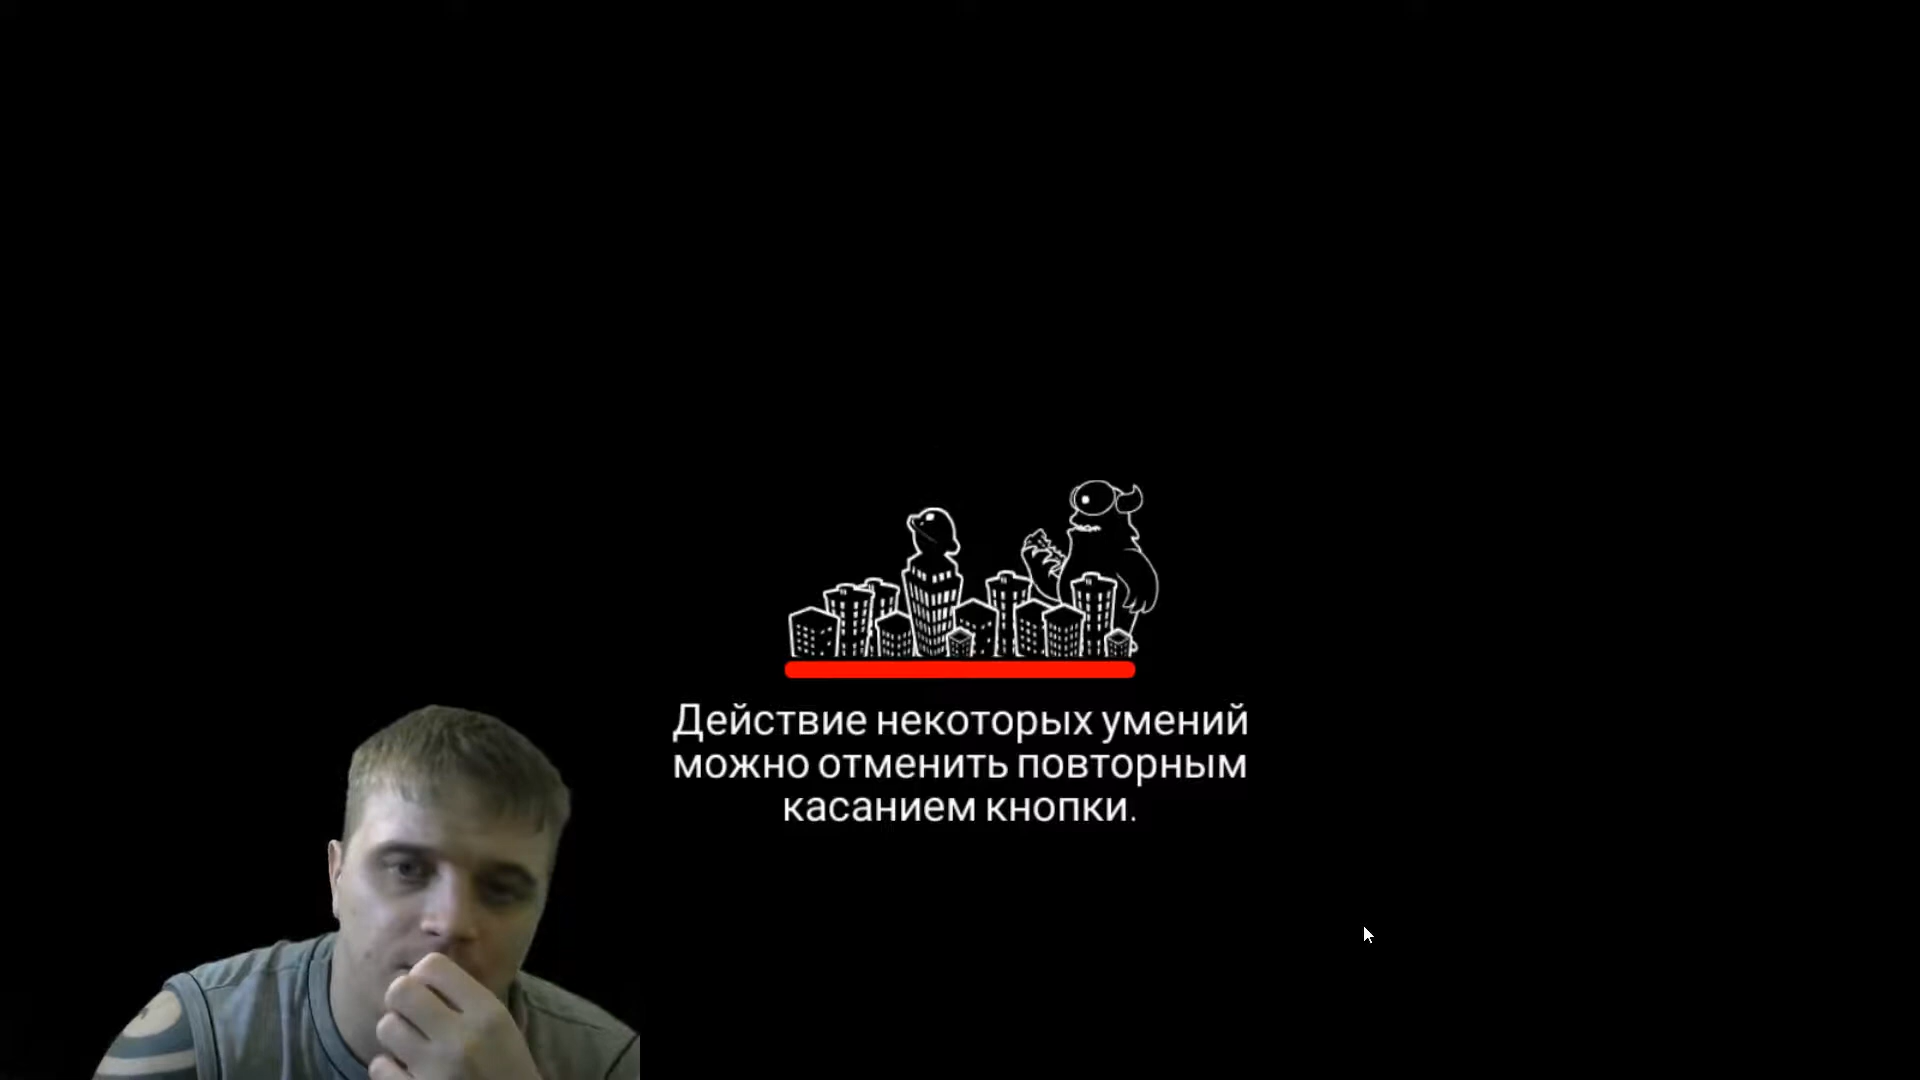 Действие некоторых умений
можно отменить повторным
касанием кнопки.